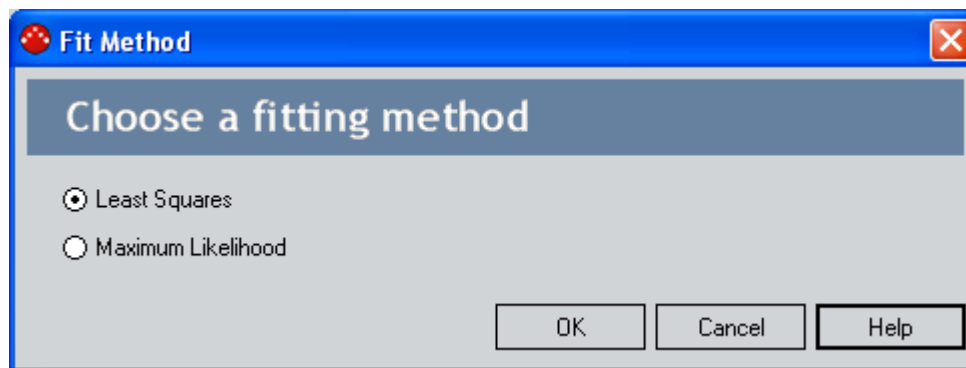 Fit Method
Choose a fitting method
Least Squares
Maximum Likelihood
OK Cancel Help